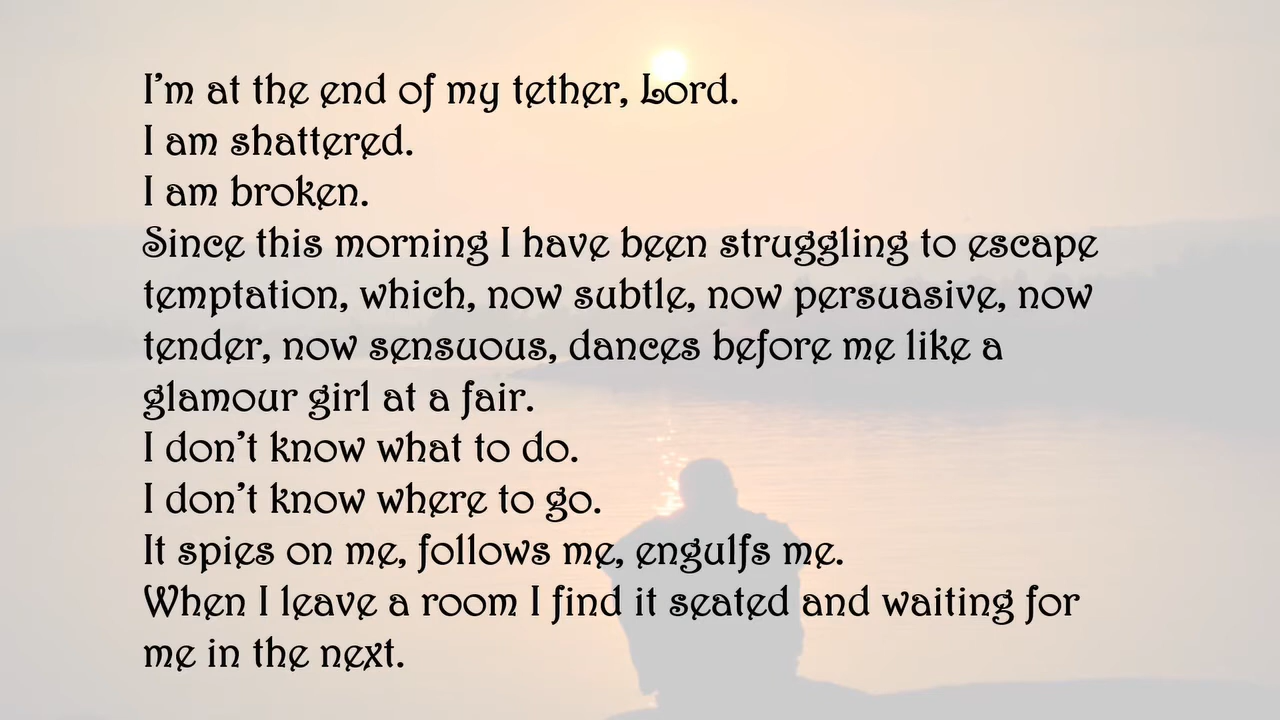 I’m at the end of my tether, Lord.
I am shattered.
I am broken.
Since this morning I have been struggling to escape
temptation, which, now subtle, now persuasive, now
tender, now sensuous, dances before me like a
glamour girl at a fair.
I don’t know what to do.
I don’t know where to go.
It spies on me, follows me, engulfs me.
When I leave a room I find it seated and waiting for
me in the next.